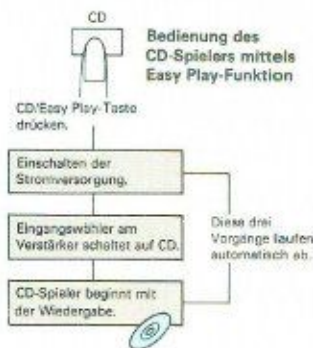 CD
Bedienung des
CD-Spielers mittels
Easy Play-Funktion
CD/Easy Play-Taste
drücken.
Einschalten der
Stromversorgung.
Eingangswähler am
Verstärker schaltet auf CD.
CD-Spieler beginnt mit
der Wiedergabe.
Diese drei
Vorgänge laufen
automatisch ab.